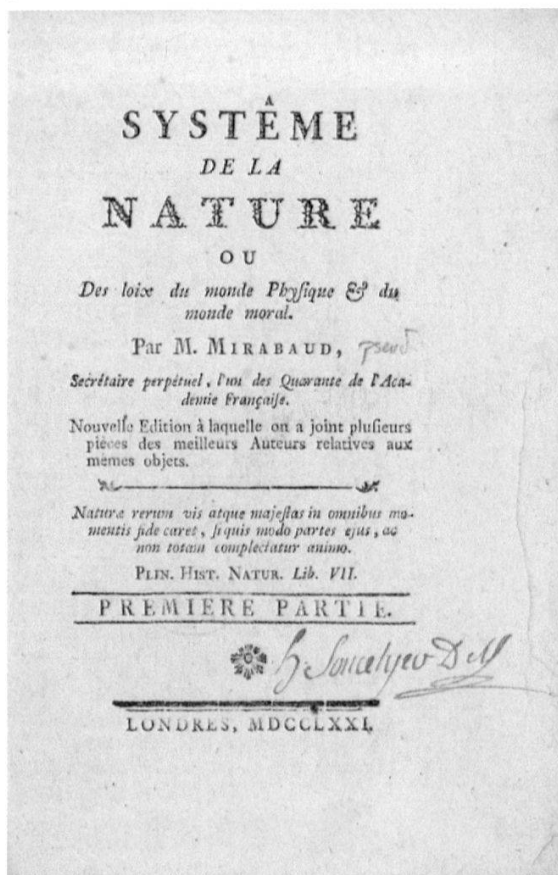 SYSTÊME
DE LA
NATURE
OU
Des loix du monde Physique & du
monde moral.
Par M. MIRABAUD, pseud
Secrétaire perpétuel, l'un des Quarante de l'Aca-
démie Française.
Nouvelle Edition à laquelle on a joint plusieurs
pièces des meilleurs Auteurs relatives aux
mêmes objets.
Naturæ rerum vis atque majestas in omnibus mo-
mentis fide caret, si quis modo partes ejus, ac
non totam complectatur animo.
PLIN. HIST. NATUR. Lib. VII.
PREMIERE PARTIE.
LONDRES, MDCCLXXI.